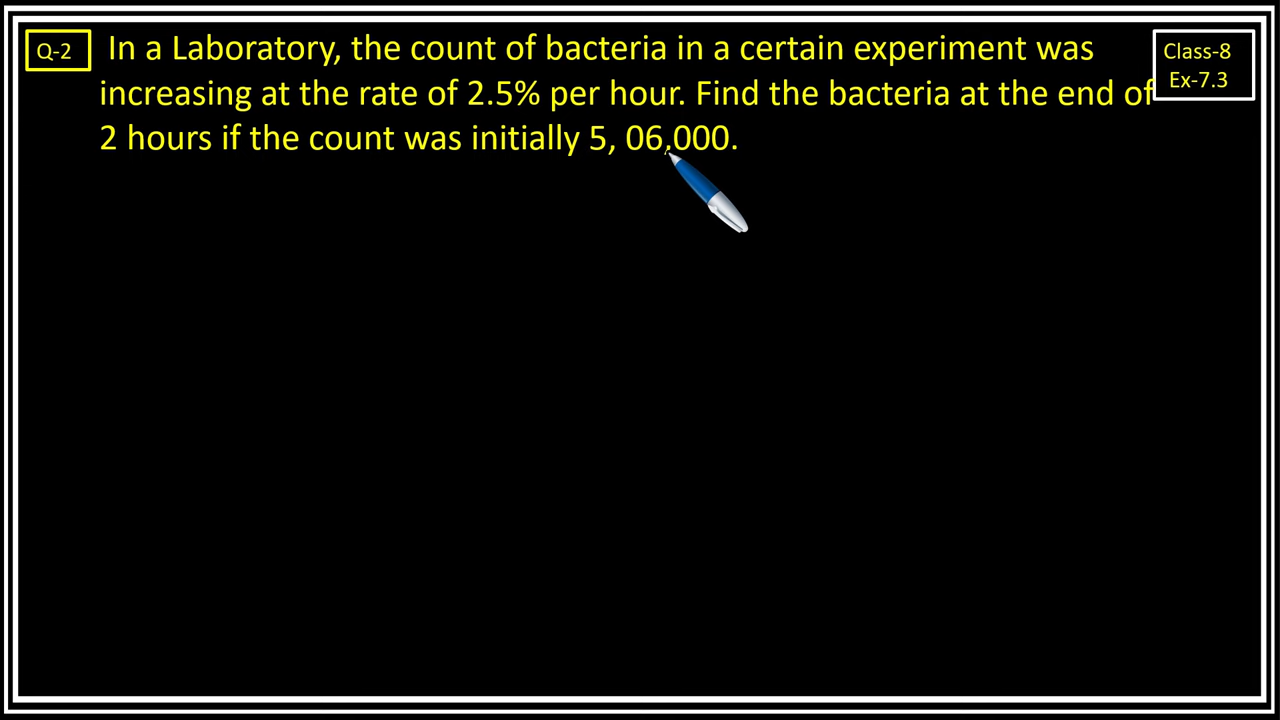 Q-2
In a Laboratory, the count of bacteria in a certain experiment was
increasing at the rate of 2.5% per hour. Find the bacteria at the end of
2 hours if the count was initially 5, 06,000.
Class-8
Ex-7.3